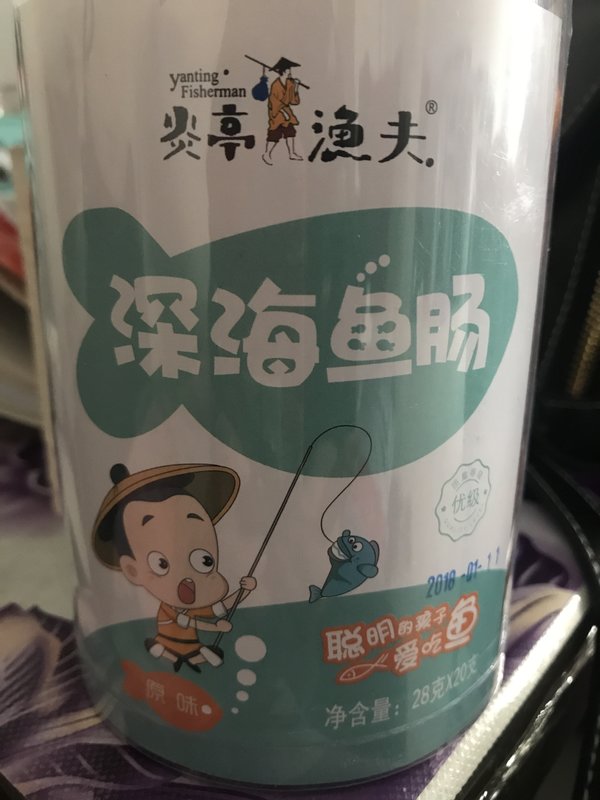 yanting
Fisherman
炎亭渔夫®
深海鱼肠
优级
2018-01-11
聪明的孩子
爱吃鱼
原味
净含量：28克X20支